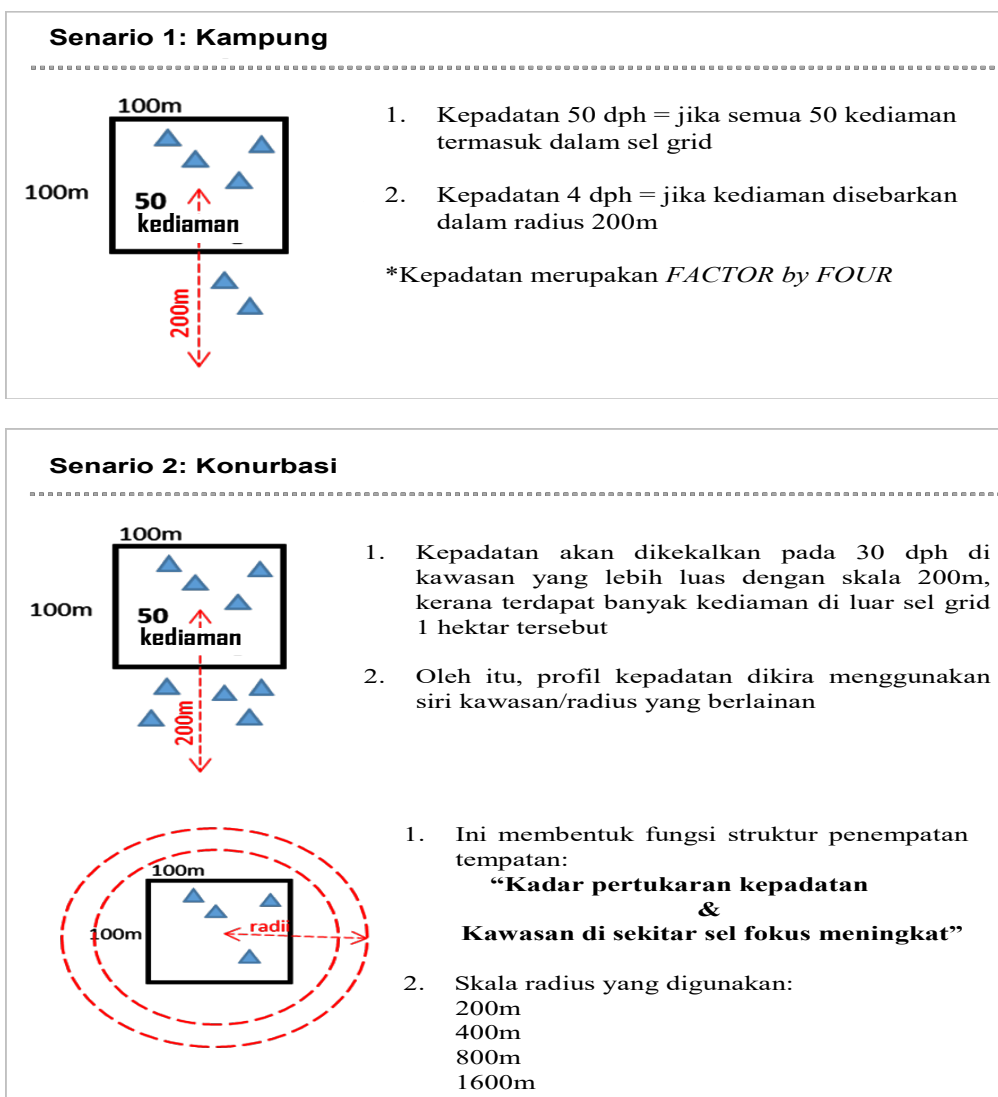 Senario 1: Kampung
100m
100m
50
kediaman
200m
1. Kepadatan 50 dph = jika semua 50 kediaman
termasuk dalam sel grid
2. Kepadatan 4 dph = jika kediaman disebarkan
dalam radius 200m
*Kepadatan merupakan FACTOR by FOUR
Senario 2: Konurbasi
100m
100m
50
kediaman
200m
1. Kepadatan akan dikekalkan pada 30 dph di
kawasan yang lebih luas dengan skala 200m,
kerana terdapat banyak kediaman di luar sel grid
1 hektar tersebut
2. Oleh itu, profil kepadatan dikira menggunakan
siri kawasan/radius yang berlainan
100m
100m
radii
1. Ini membentuk fungsi struktur penempatan
tempatan:
“Kadar pertukaran kepadatan
&
Kawasan di sekitar sel fokus meningkat”
2. Skala radius yang digunakan:
200m
400m
800m
1600m